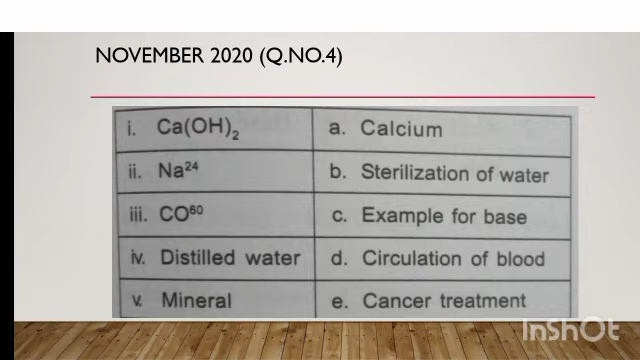 NOVEMBER 2020 (Q.NO.4)
i. Ca(OH)₂ a. Calcium
ii. Na²⁴ b. Sterilization of water
iii. CO⁶⁰ c. Example for base
iv. Distilled water d. Circulation of blood
v. Mineral e. Cancer treatment
InShOt